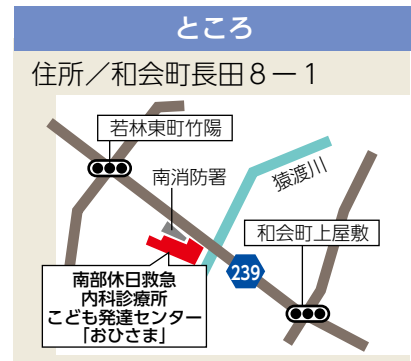 ところ
住所／和会町長田８－１
若林東町竹陽
南消防署
猿渡川
和会町上屋敷
239
南部休日救急
内科診療所
こども発達センター
「おひさま」